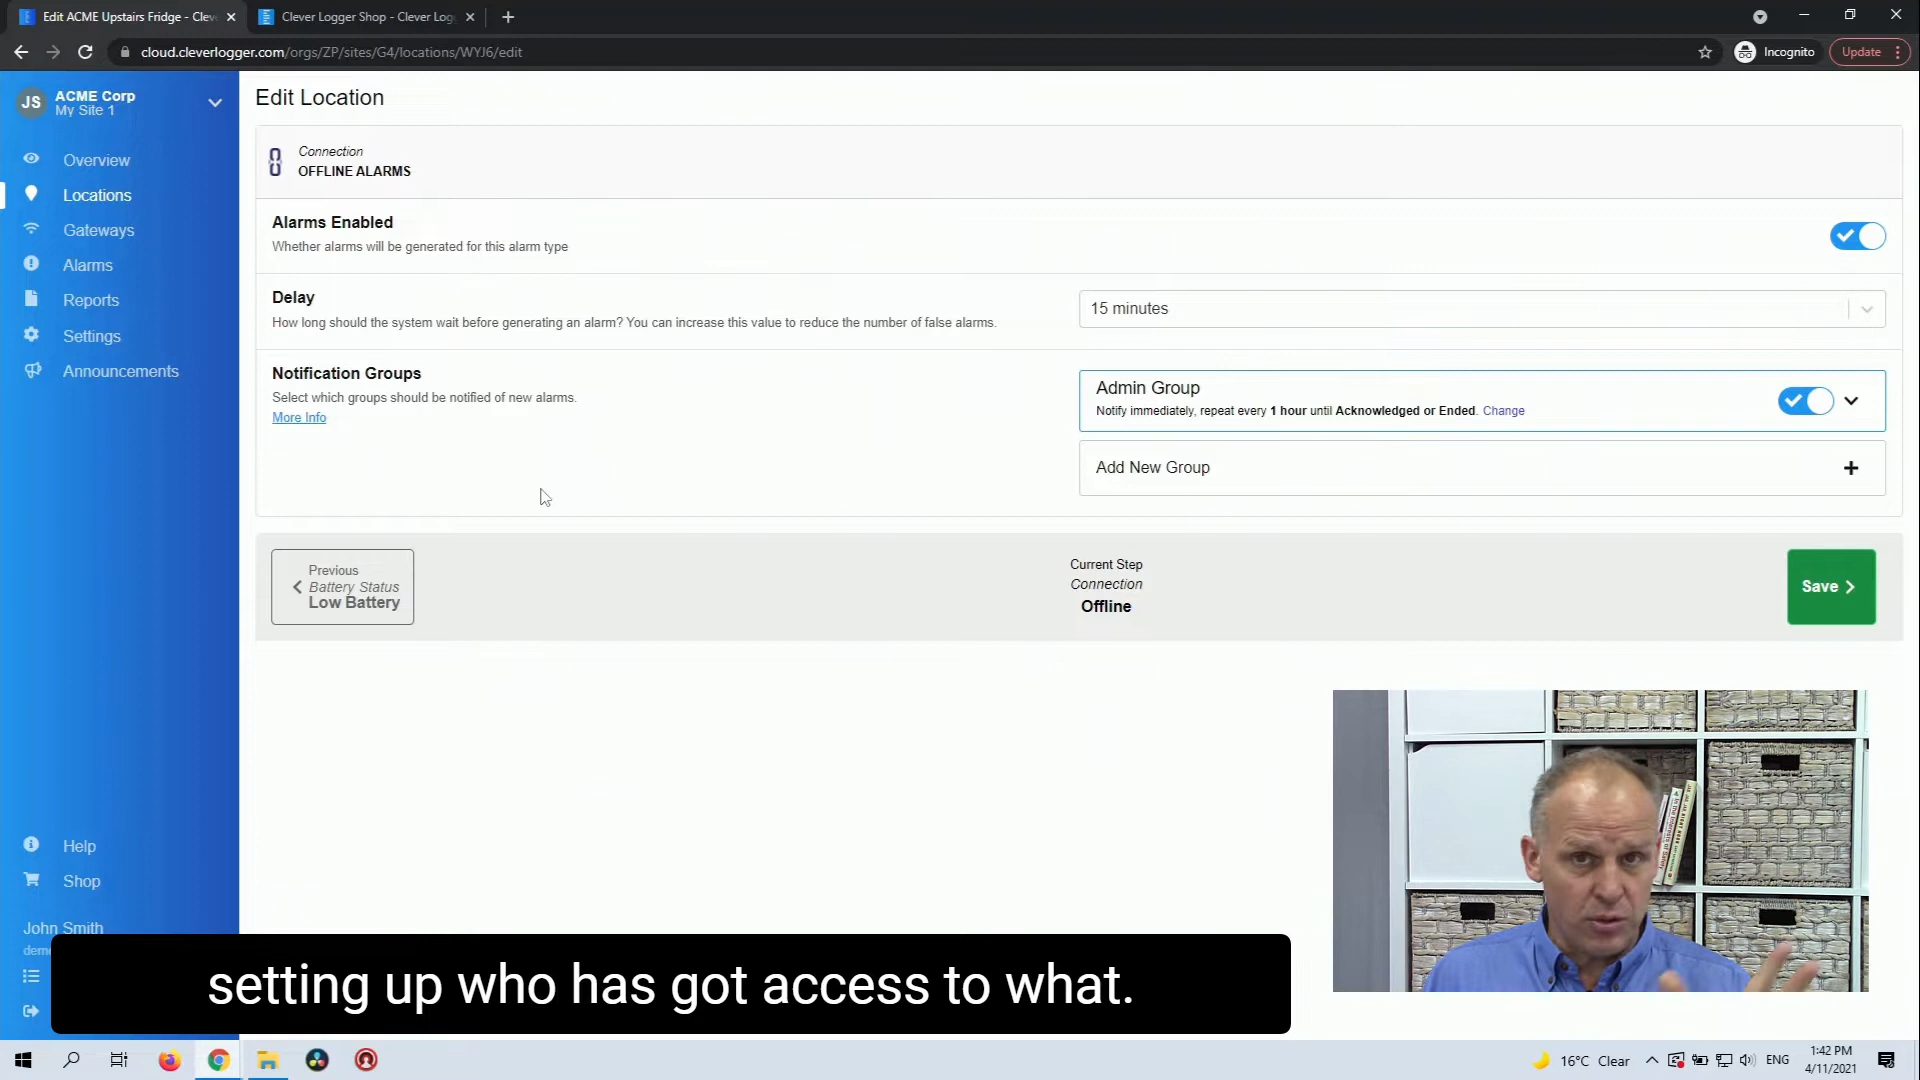 Edit ACME Upstairs Fridge - Cleve
Clever Logger Shop - Clever Log
cloud.cleverlogger.com/orgs/ZP/sites/G4/locations/WYJ6/edit
Incognito
Update
JS
ACME Corp
My Site 1
Overview
Locations
Gateways
Alarms
Reports
Settings
Announcements
Help
Shop
John Smith
demo
Edit Location
Connection
OFFLINE ALARMS
Alarms Enabled
Whether alarms will be generated for this alarm type
Delay
How long should the system wait before generating an alarm? You can increase this value to reduce the number of false alarms.
15 minutes
Notification Groups
Select which groups should be notified of new alarms.
More Info
Admin Group
Notify immediately, repeat every 1 hour until Acknowledged or Ended. Change
Add New Group
Previous
Battery Status
Low Battery
Current Step
Connection
Offline
Save
setting up who has got access to what.
16°C Clear
ENG
1:42 PM
4/11/2021